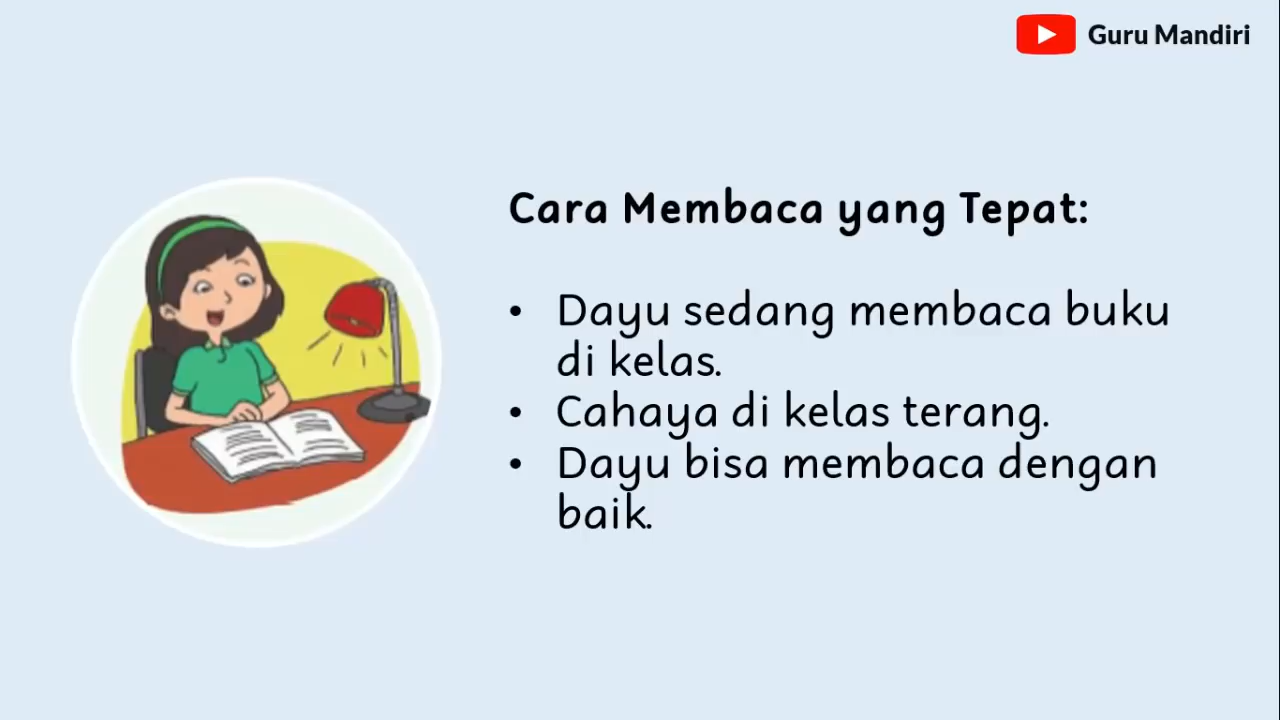 Guru Mandiri
Cara Membaca yang Tepat:
• Dayu sedang membaca buku
di kelas.
• Cahaya di kelas terang.
• Dayu bisa membaca dengan
baik.